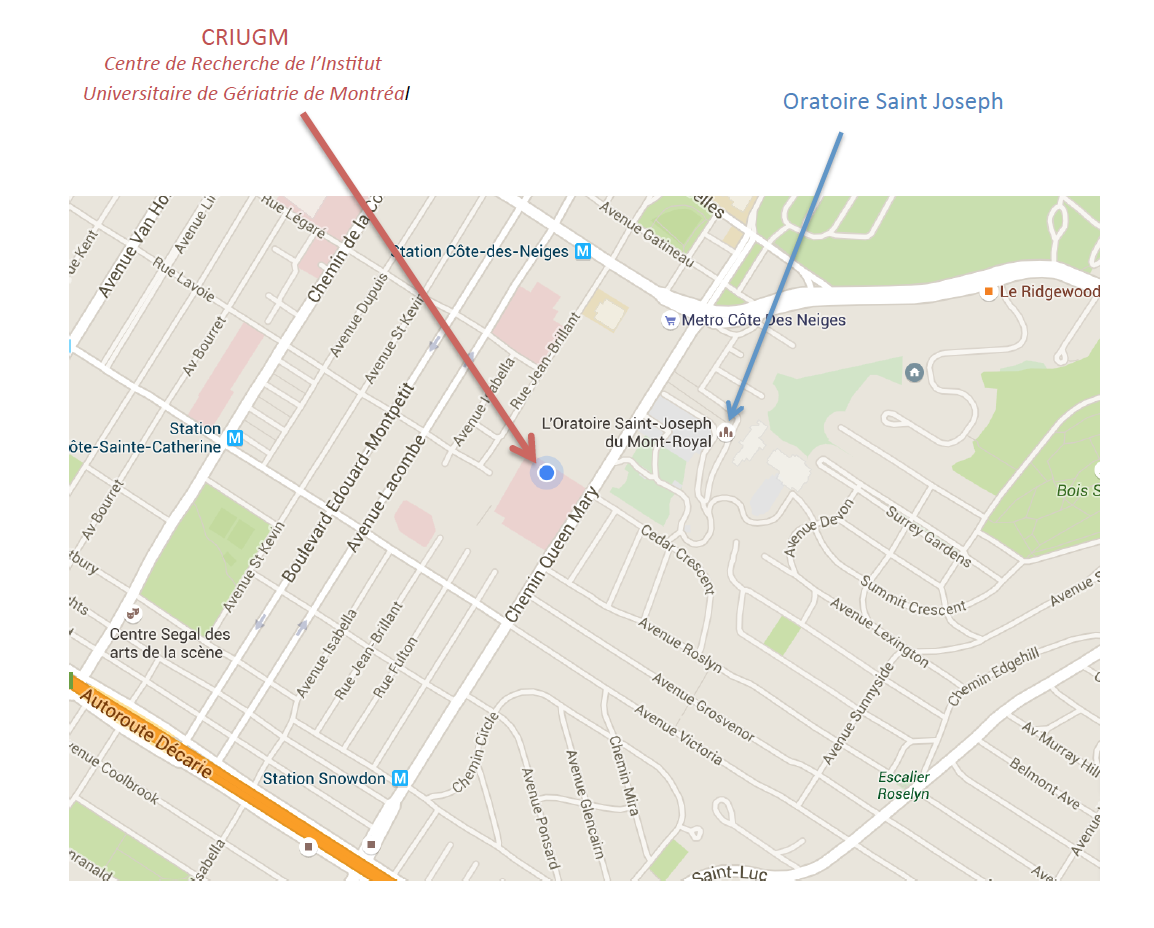 CRIUGM
Centre de Recherche de l'Institut
Universitaire de Gériatrie de Montréal
Oratoire Saint Joseph
Avenue Van Ho
Avenue Li
Rue Légaré
Chemin de la Co
elles
Avenue Gatineau
Station Côte-des-Neiges
M
de Kent
Rue Lavoie
Avenue Dupuis
Avenue St Kevin
Le Ridgewood
Metro Côte Des Neiges
Av Bourret
Avenue Isabella
Rue Jean-Brillant
Station
ôte-Sainte-Catherine
M
L'Oratoire Saint-Joseph
du Mont-Royal
Boulevard Edouard-Montpetit
Avenue Lacombe
Av Bourret
Avenue St Kevin
Chemin Queen Mary
Bois S
Avenue Devon
Surrey Gardens
Cedar Crescent
tbury
hts
Summit Crescent
Avenue S
Avenue Lexington
Centre Segal des
arts de la scène
Avenue Isabella
Rue Jean-Brillant
Rue Fulton
Avenue Roslyn
Avenue Grosvenor
Avenue Victoria
Avenue Sunnyside
Chemin Edgehill
Autoroute Décarie
Station Snowdon
M
Chemin Circle
Chemin Mira
Avenue Glencairn
Avenue Ponsard
venue Coolbrook
Av Murray Hill
Belmont Ave
Escalier
Roselyn
Avenue
Isabella
nranald
Saint-Luc